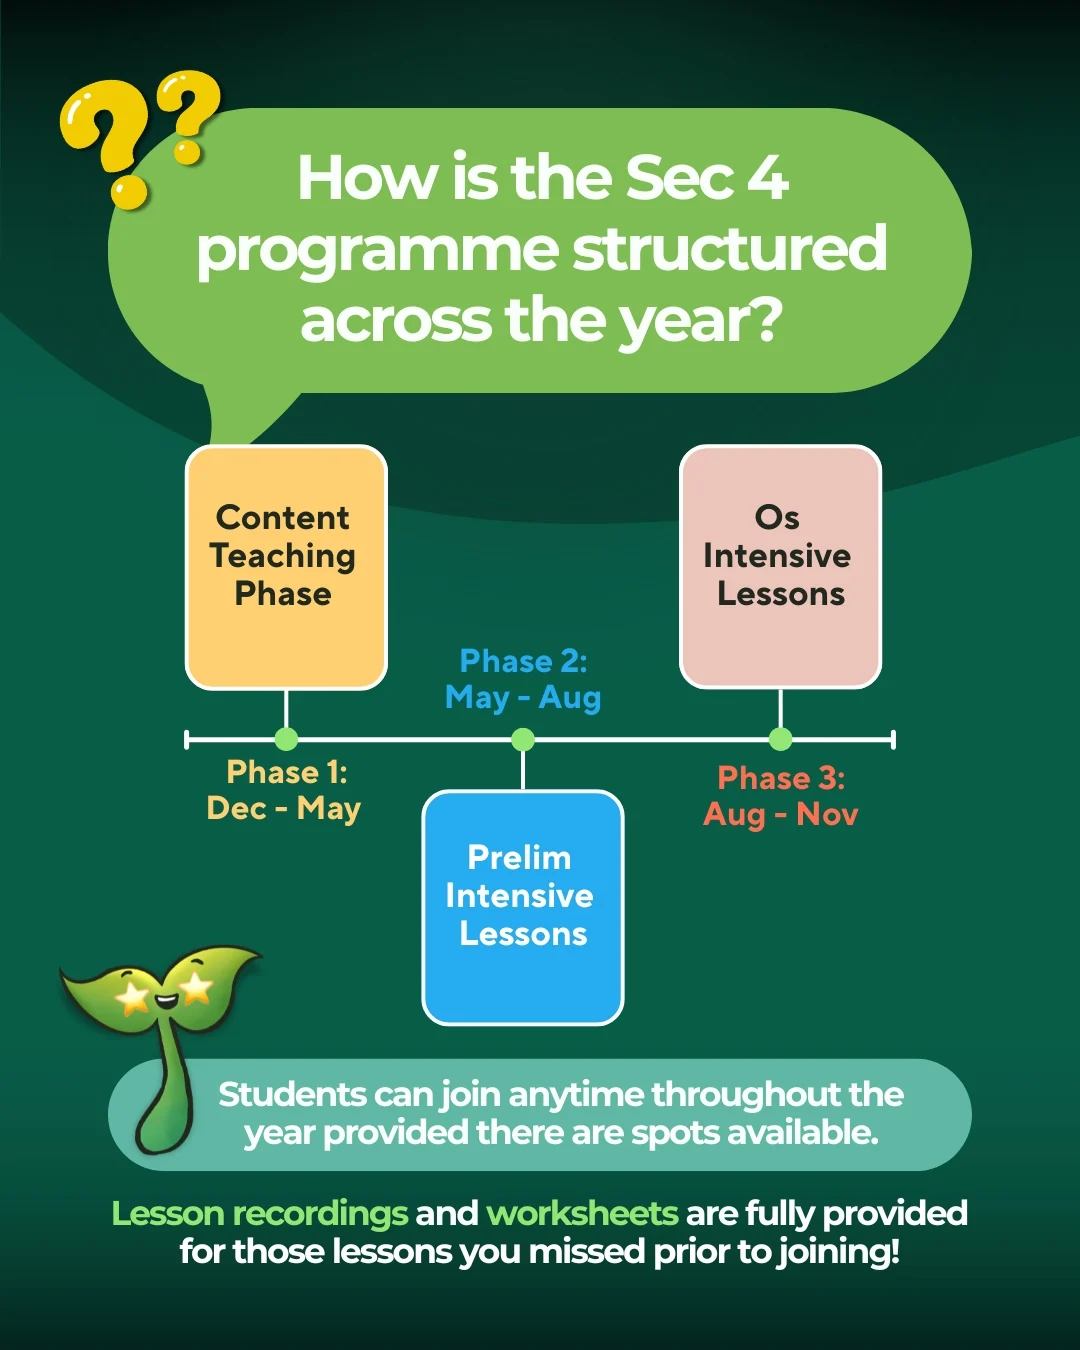 ??
How is the Sec 4
programme structured
across the year?
Content
Teaching
Phase
Os
Intensive
Lessons
Phase 2:
May - Aug
Phase 1:
Dec - May
Phase 3:
Aug - Nov
Prelim
Intensive
Lessons
Students can join anytime throughout the
year provided there are spots available.
Lesson recordings and worksheets are fully provided
for those lessons you missed prior to joining!